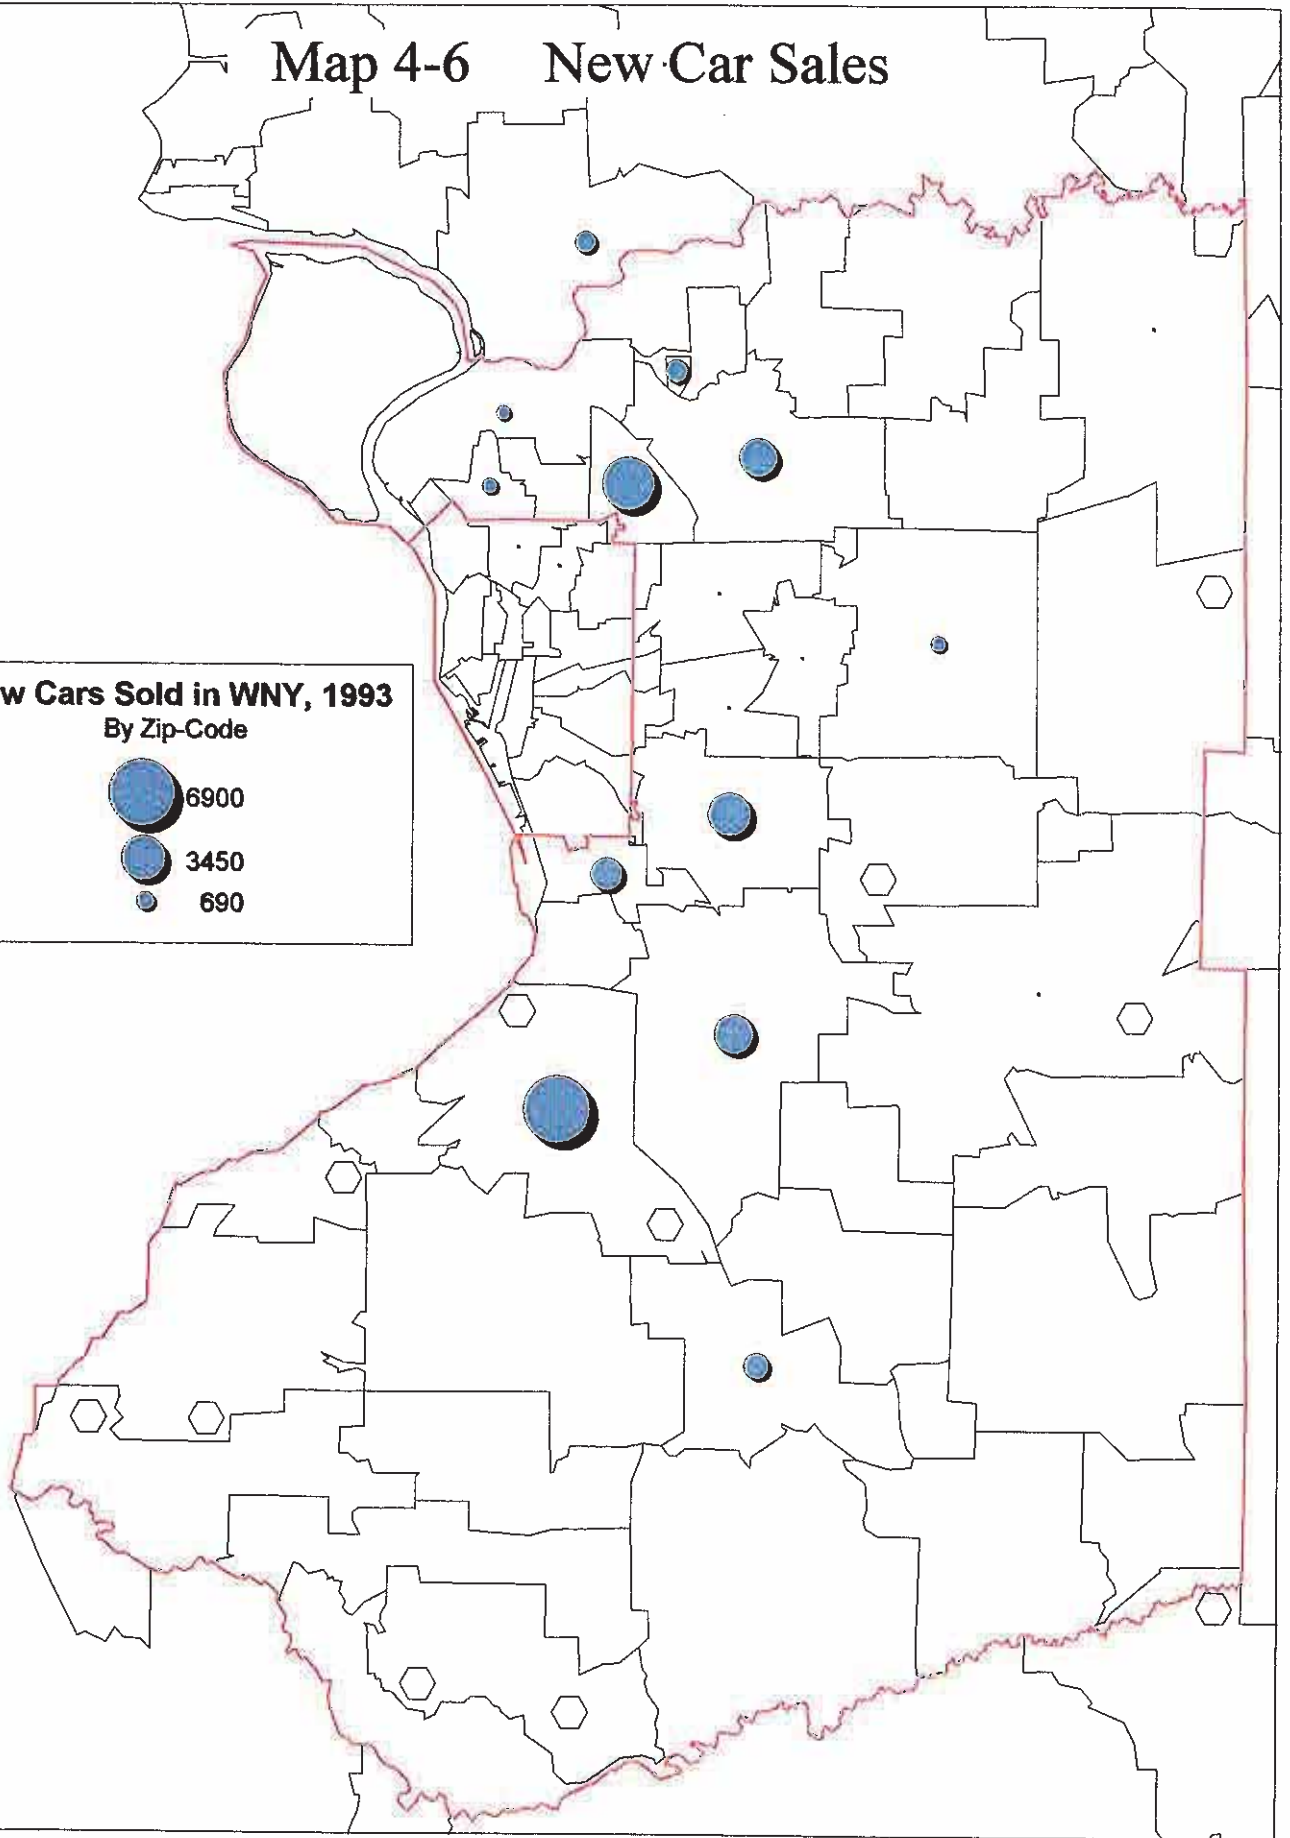 Map 4-6 New Car Sales
w Cars Sold in WNY, 1993
By Zip-Code
6900
3450
690